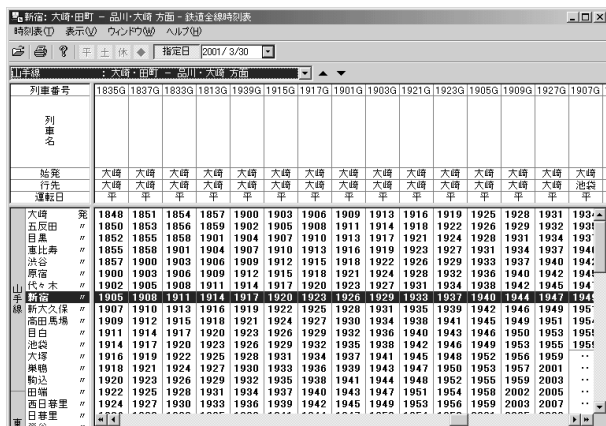 新宿: 大崎・田町 － 品川・大崎 方面 - 鉄道全線時刻表
時刻表(T) 表示(V) ウィンドウ(W) ヘルプ(H)
平 土 休 ◆ 指定日 2001/ 3/30
山手線 : 大崎・田町 － 品川・大崎 方面
列車番号 1835G 1837G 1833G 1813G 1939G 1915G 1917G 1901G 1903G 1921G 1923G 1905G 1909G 1927G 1907G
列車名
始発 大崎 大崎 大崎 大崎 大崎 大崎 大崎 大崎 大崎 大崎 大崎 大崎 大崎 大崎 大崎
行先 大崎 大崎 大崎 大崎 大崎 大崎 大崎 大崎 大崎 大崎 大崎 大崎 大崎 大崎 池袋
運転日 平 平 平 平 平 平 平 平 平 平 平 平 平 平 平
山手線
大崎 発 1848 1851 1854 1857 1900 1903 1906 1909 1913 1916 1919 1925 1928 1931
五反田 〃 1850 1853 1856 1859 1902 1905 1908 1911 1914 1918 1922 1926 1929 1932
目黒 〃 1852 1855 1858 1901 1904 1907 1910 1913 1917 1921 1924 1928 1931 1934
恵比寿 〃 1855 1858 1901 1904 1907 1910 1913 1916 1919 1923 1927 1931 1934 1937
渋谷 〃 1857 1900 1903 1906 1909 1912 1915 1918 1922 1926 1929 1933 1937 1940
原宿 〃 1900 1903 1906 1909 1912 1915 1918 1921 1924 1928 1932 1936 1940 1942
代々木 〃 1902 1905 1908 1911 1914 1917 1920 1923 1927 1931 1934 1938 1942 1945
新宿 〃 1905 1908 1911 1914 1917 1920 1923 1926 1929 1933 1937 1940 1944 1947
新大久保 〃 1907 1910 1913 1916 1919 1922 1925 1928 1931 1935 1939 1942 1946 1949
高田馬場 〃 1909 1912 1915 1918 1921 1924 1927 1930 1934 1938 1941 1945 1949 1951
目白 〃 1911 1914 1917 1920 1923 1926 1929 1932 1936 1940 1943 1946 1950 1953
池袋 〃 1914 1917 1920 1923 1926 1929 1932 1935 1938 1942 1946 1949 1953 1955
大塚 〃 1916 1919 1922 1925 1928 1931 1934 1937 1941 1945 1948 1952 1956 1959 ‥
巣鴨 〃 1918 1921 1924 1927 1930 1933 1936 1939 1943 1947 1950 1953 1957 2001 ‥
駒込 〃 1920 1923 1926 1929 1932 1935 1938 1941 1944 1948 1952 1955 1959 2003 ‥
田端 〃 1922 1925 1928 1931 1934 1937 1940 1943 1947 1951 1954 1958 2002 2005 ‥
西日暮里 〃 1924 1927 1930 1933 1936 1939 1942 1945 1949 1953 1956 1959 2003 2007 ‥
日暮里 〃